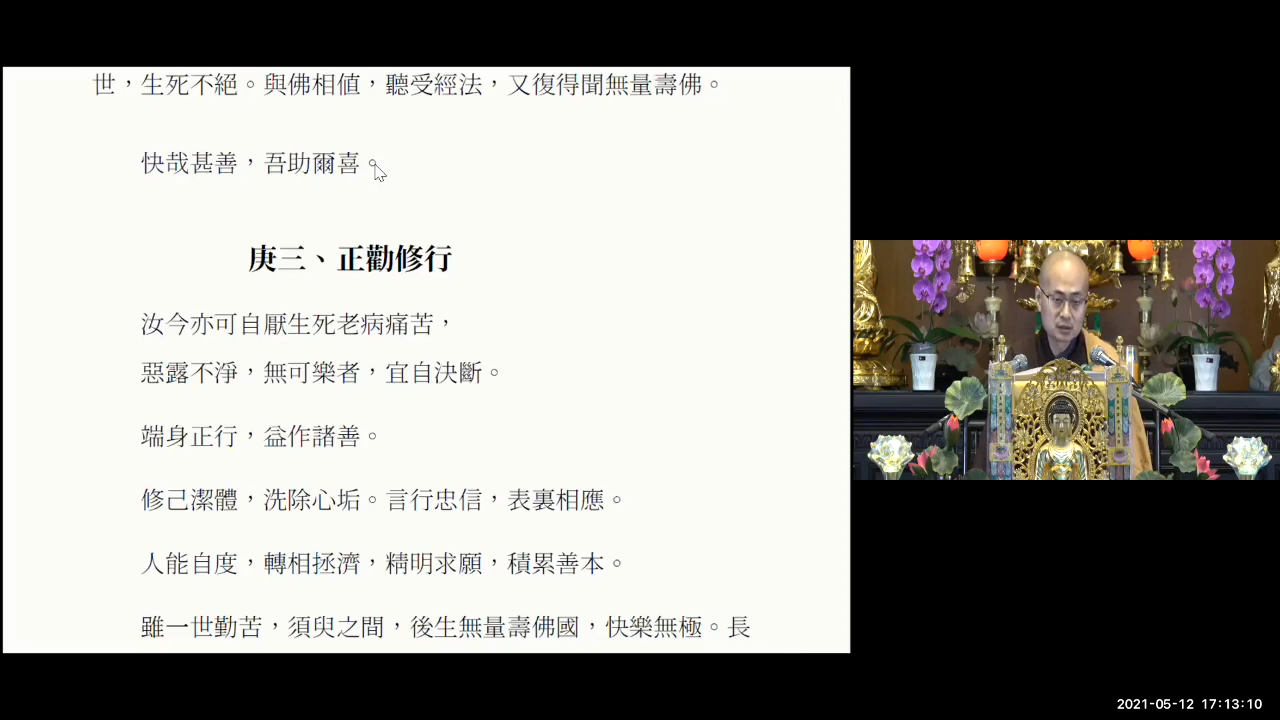 世，生死不絕。與佛相值，聽受經法，又復得聞無量壽佛。
快哉甚善，吾助爾喜。
庚三、正勸修行
汝今亦可自厭生死老病痛苦，
惡露不淨，無可樂者，宜自決斷。
端身正行，益作諸善。
修己潔體，洗除心垢。言行忠信，表裏相應。
人能自度，轉相拯濟，精明求願，積累善本。
雖一世勤苦，須臾之間，後生無量壽佛國，快樂無極。長
2021-05-12 17:13:10